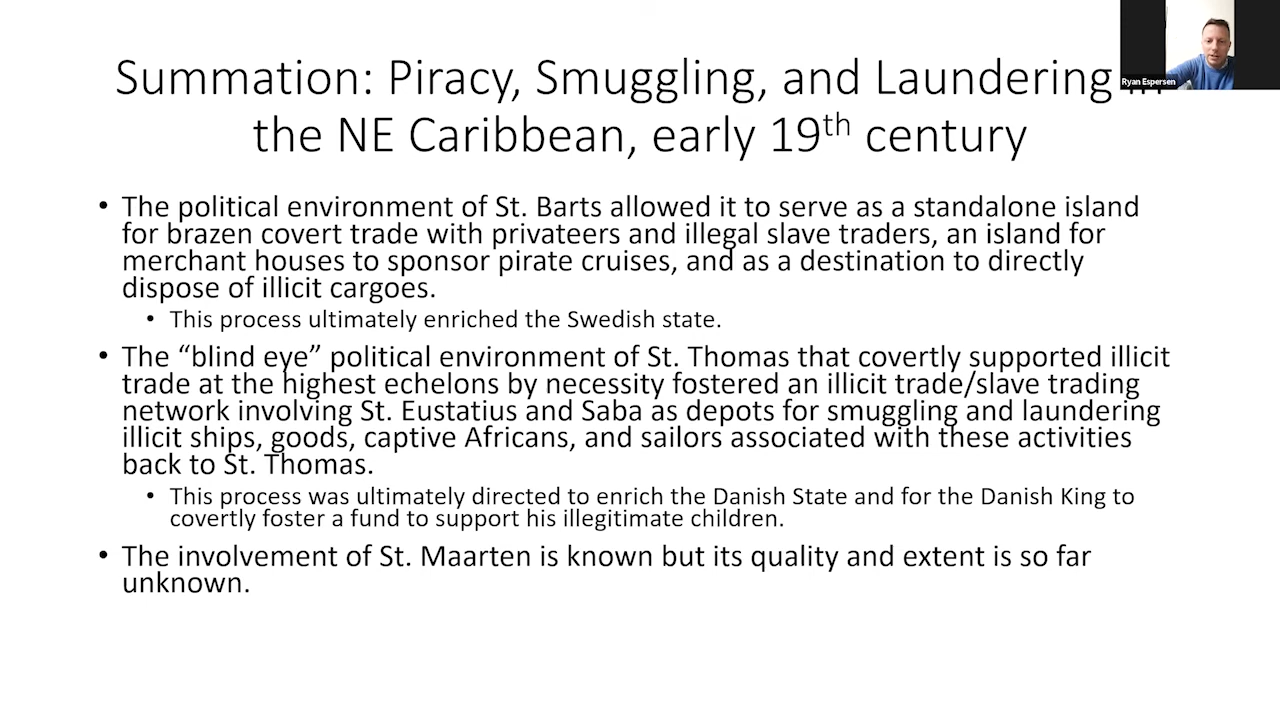 Summation: Piracy, Smuggling, and Laundering in
the NE Caribbean, early 19th century
Ryan Espersen
• The political environment of St. Barts allowed it to serve as a standalone island
for brazen covert trade with privateers and illegal slave traders, an island for
merchant houses to sponsor pirate cruises, and as a destination to directly
dispose of illicit cargoes.
• This process ultimately enriched the Swedish state.
• The “blind eye” political environment of St. Thomas that covertly supported illicit
trade at the highest echelons by necessity fostered an illicit trade/slave trading
network involving St. Eustatius and Saba as depots for smuggling and laundering
illicit ships, goods, captive Africans, and sailors associated with these activities
back to St. Thomas.
• This process was ultimately directed to enrich the Danish State and for the Danish King to
covertly foster a fund to support his illegitimate children.
• The involvement of St. Maarten is known but its quality and extent is so far
unknown.